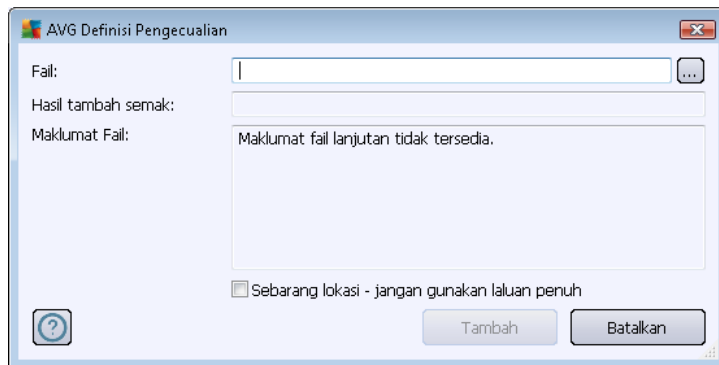 AVG Definisi Pengecualian
Fail:
...
Hasil tambah semak:
Maklumat Fail:
Maklumat fail lanjutan tidak tersedia.
Sebarang lokasi - jangan gunakan laluan penuh
?
Tambah
Batalkan